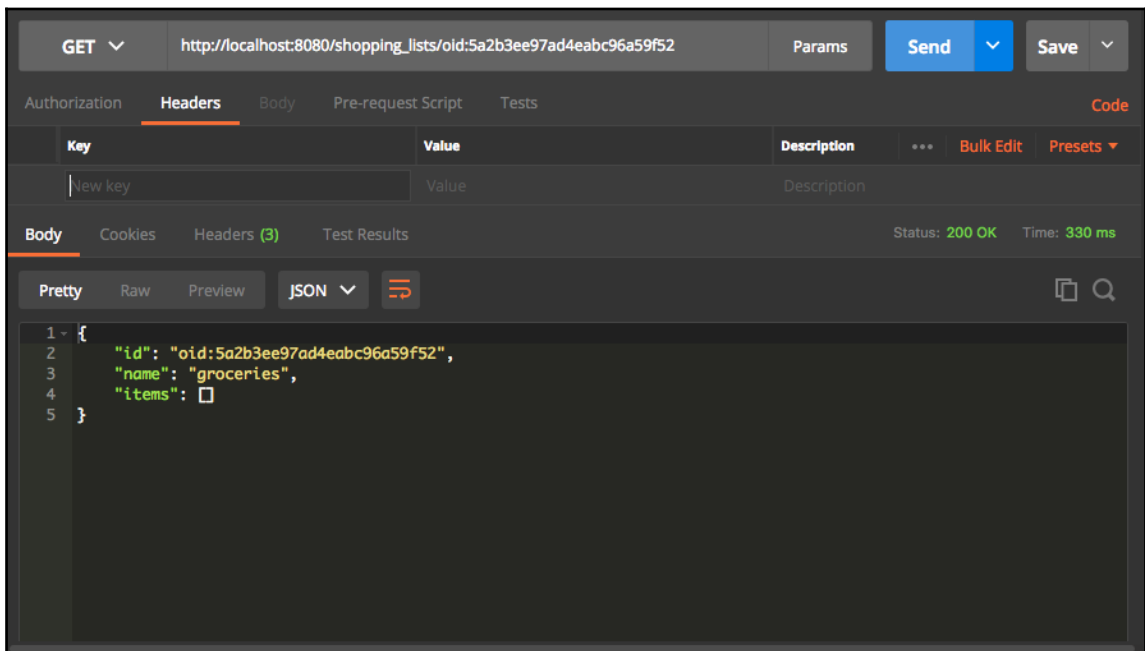 GET http://localhost:8080/shopping_lists/oid:5a2b3ee97ad4eabc96a59f52 Params Send Save
Authorization Headers Body Pre-request Script Tests Code
Key Value Description ••• Bulk Edit Presets
New key Value Description
Body Cookies Headers (3) Test Results Status: 200 OK Time: 330 ms
Pretty Raw Preview JSON
1 {
2 "id": "oid:5a2b3ee97ad4eabc96a59f52",
3 "name": "groceries",
4 "items": []
5 }